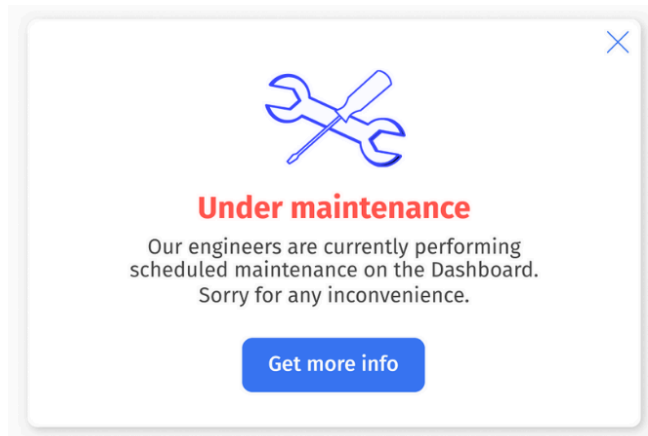 Under maintenance
Our engineers are currently performing
scheduled maintenance on the Dashboard.
Sorry for any inconvenience.
Get more info